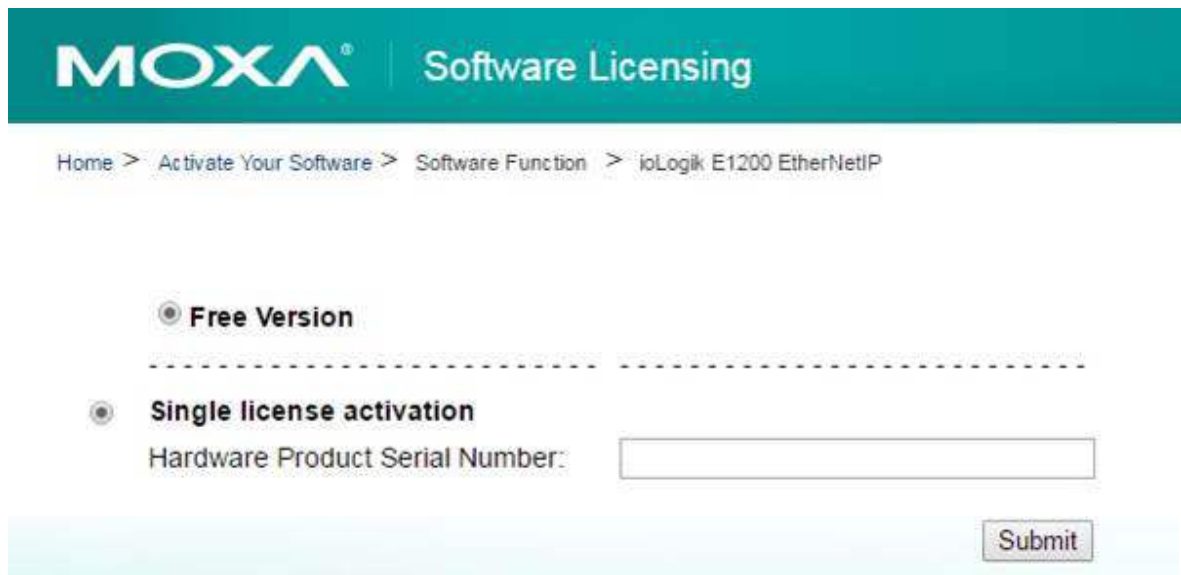 MOXA® Software Licensing
Home > Activate Your Software > Software Function > ioLogik E1200 EtherNetIP
Free Version
Single license activation
Hardware Product Serial Number:
Submit